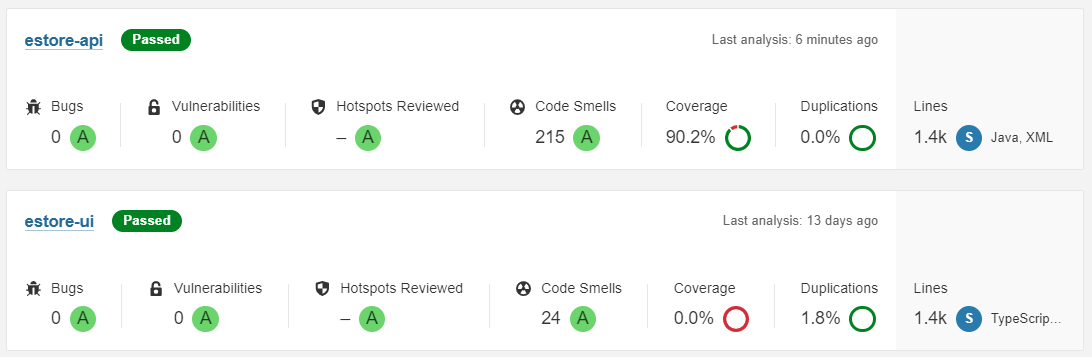 estore-api Passed Last analysis: 6 minutes ago
Bugs Vulnerabilities Hotspots Reviewed Code Smells Coverage Duplications Lines
0 A 0 A – A 215 A 90.2% 0.0% 1.4k S Java, XML
estore-ui Passed Last analysis: 13 days ago
Bugs Vulnerabilities Hotspots Reviewed Code Smells Coverage Duplications Lines
0 A 0 A – A 24 A 0.0% 1.8% 1.4k S TypeScrip...